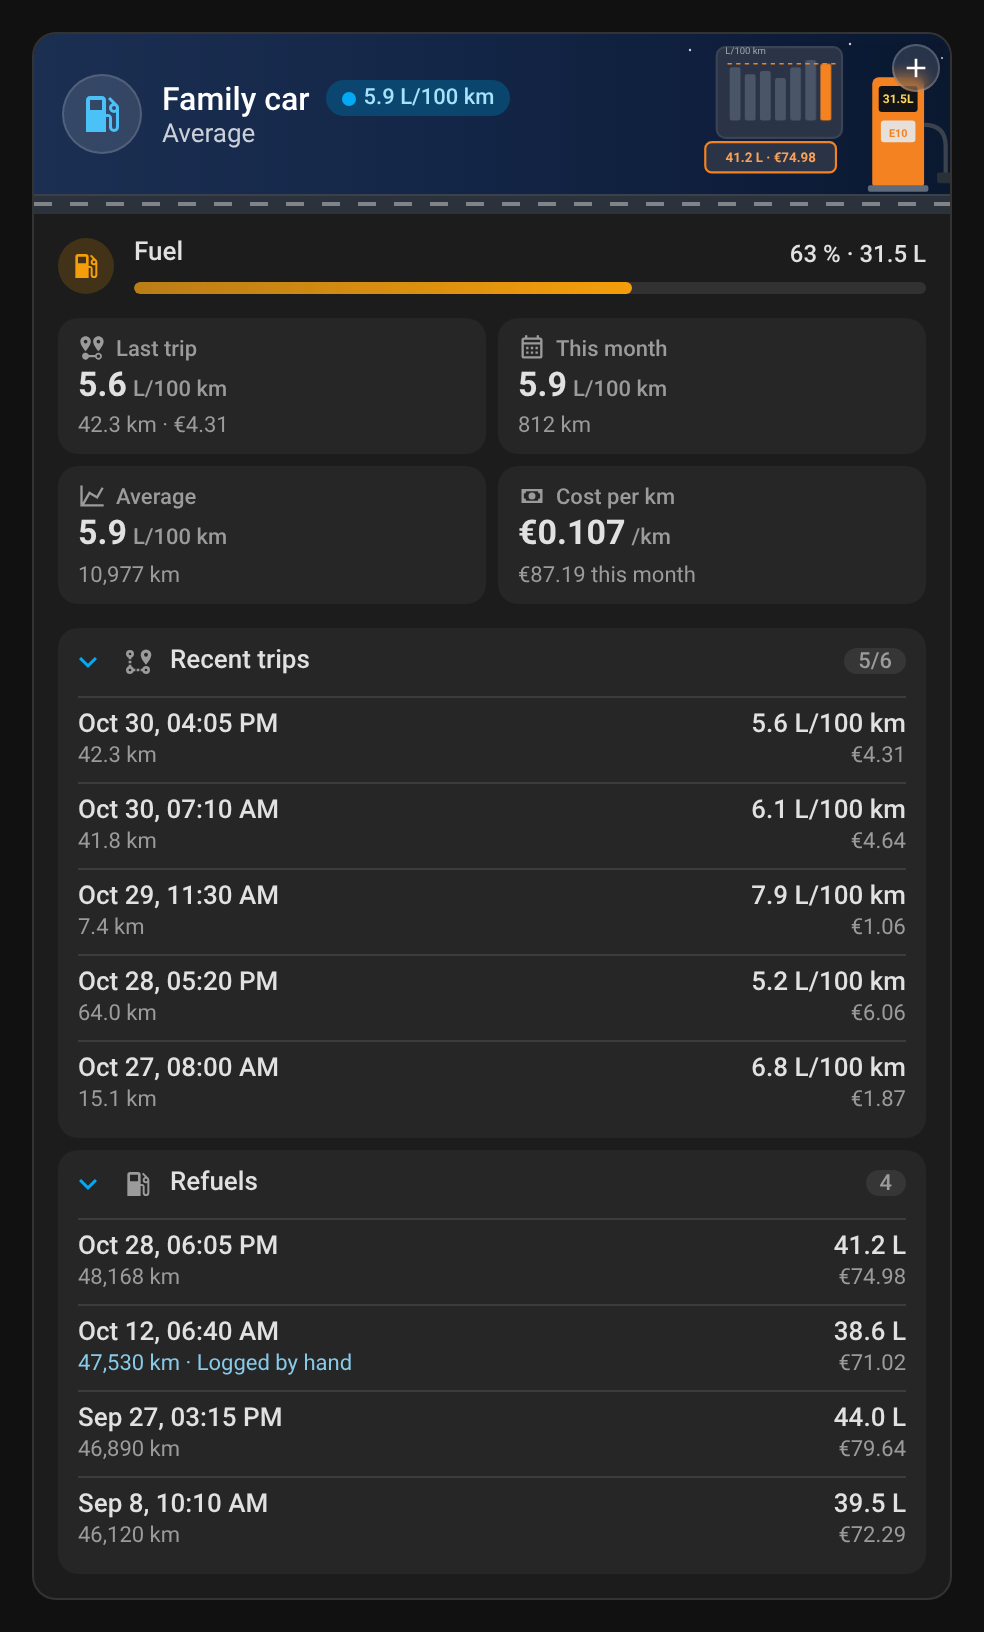 Family car
5.9 L/100 km
Average
L/100 km
41.2 L · €74.98
31.5L
E10
Fuel
63 % · 31.5 L
Last trip
5.6 L/100 km
42.3 km · €4.31
This month
5.9 L/100 km
812 km
Average
5.9 L/100 km
10,977 km
Cost per km
€0.107 /km
€87.19 this month
Recent trips
5/6
Oct 30, 04:05 PM
5.6 L/100 km
42.3 km
€4.31
Oct 30, 07:10 AM
6.1 L/100 km
41.8 km
€4.64
Oct 29, 11:30 AM
7.9 L/100 km
7.4 km
€1.06
Oct 28, 05:20 PM
5.2 L/100 km
64.0 km
€6.06
Oct 27, 08:00 AM
6.8 L/100 km
15.1 km
€1.87
Refuels
4
Oct 28, 06:05 PM
41.2 L
48,168 km
€74.98
Oct 12, 06:40 AM
38.6 L
47,530 km · Logged by hand
€71.02
Sep 27, 03:15 PM
44.0 L
46,890 km
€79.64
Sep 8, 10:10 AM
39.5 L
46,120 km
€72.29